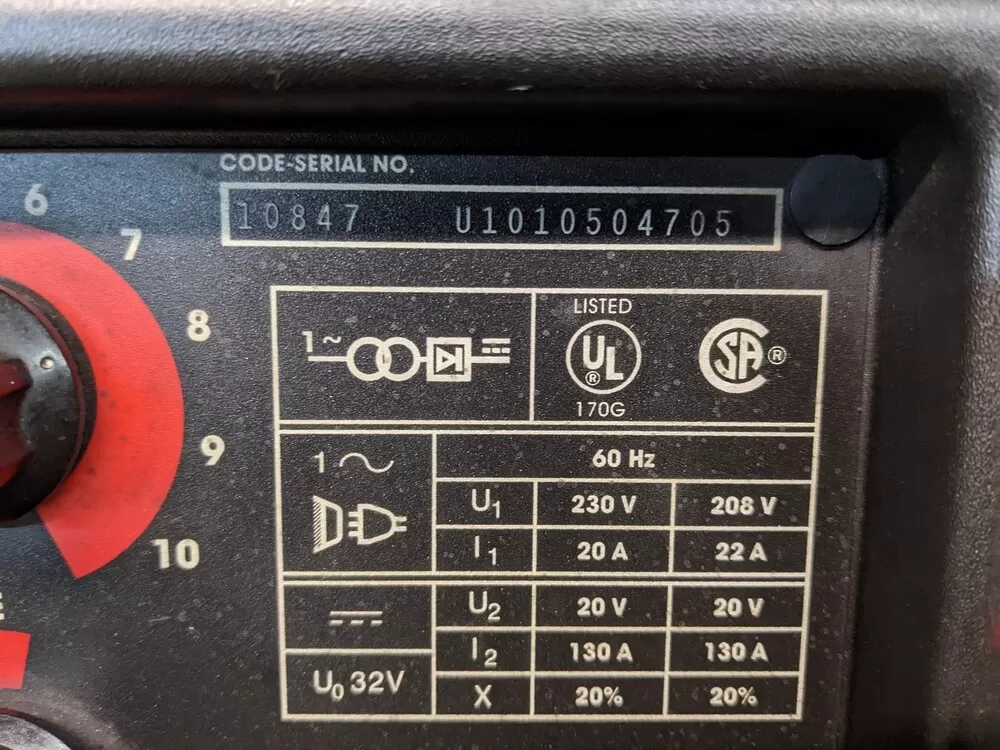 CODE-SERIAL NO.
10847 U1010504705
6
7
8
9
10
1 ~
LISTED
UL
®
170G
SA ®
1 ~
60 Hz
U1 230 V 208 V
I1 20 A 22 A
U2 20 V 20 V
I2 130 A 130 A
U0 32V
X 20% 20%